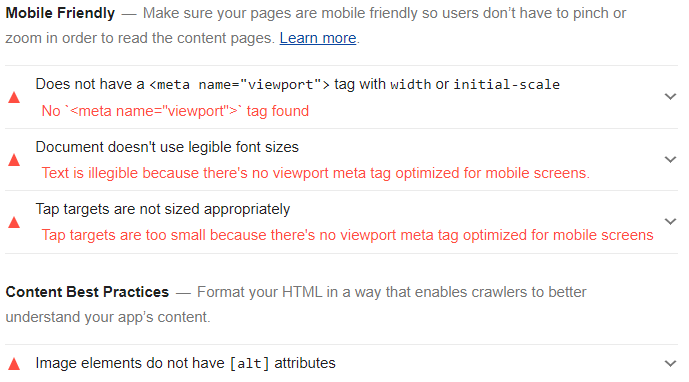 Mobile Friendly — Make sure your pages are mobile friendly so users don’t have to pinch or
zoom in order to read the content pages. Learn more.
Does not have a <meta name="viewport"> tag with width or initial-scale
No `<meta name="viewport">` tag found
Document doesn't use legible font sizes
Text is illegible because there's no viewport meta tag optimized for mobile screens.
Tap targets are not sized appropriately
Tap targets are too small because there's no viewport meta tag optimized for mobile screens
Content Best Practices — Format your HTML in a way that enables crawlers to better
understand your app’s content.
Image elements do not have [alt] attributes